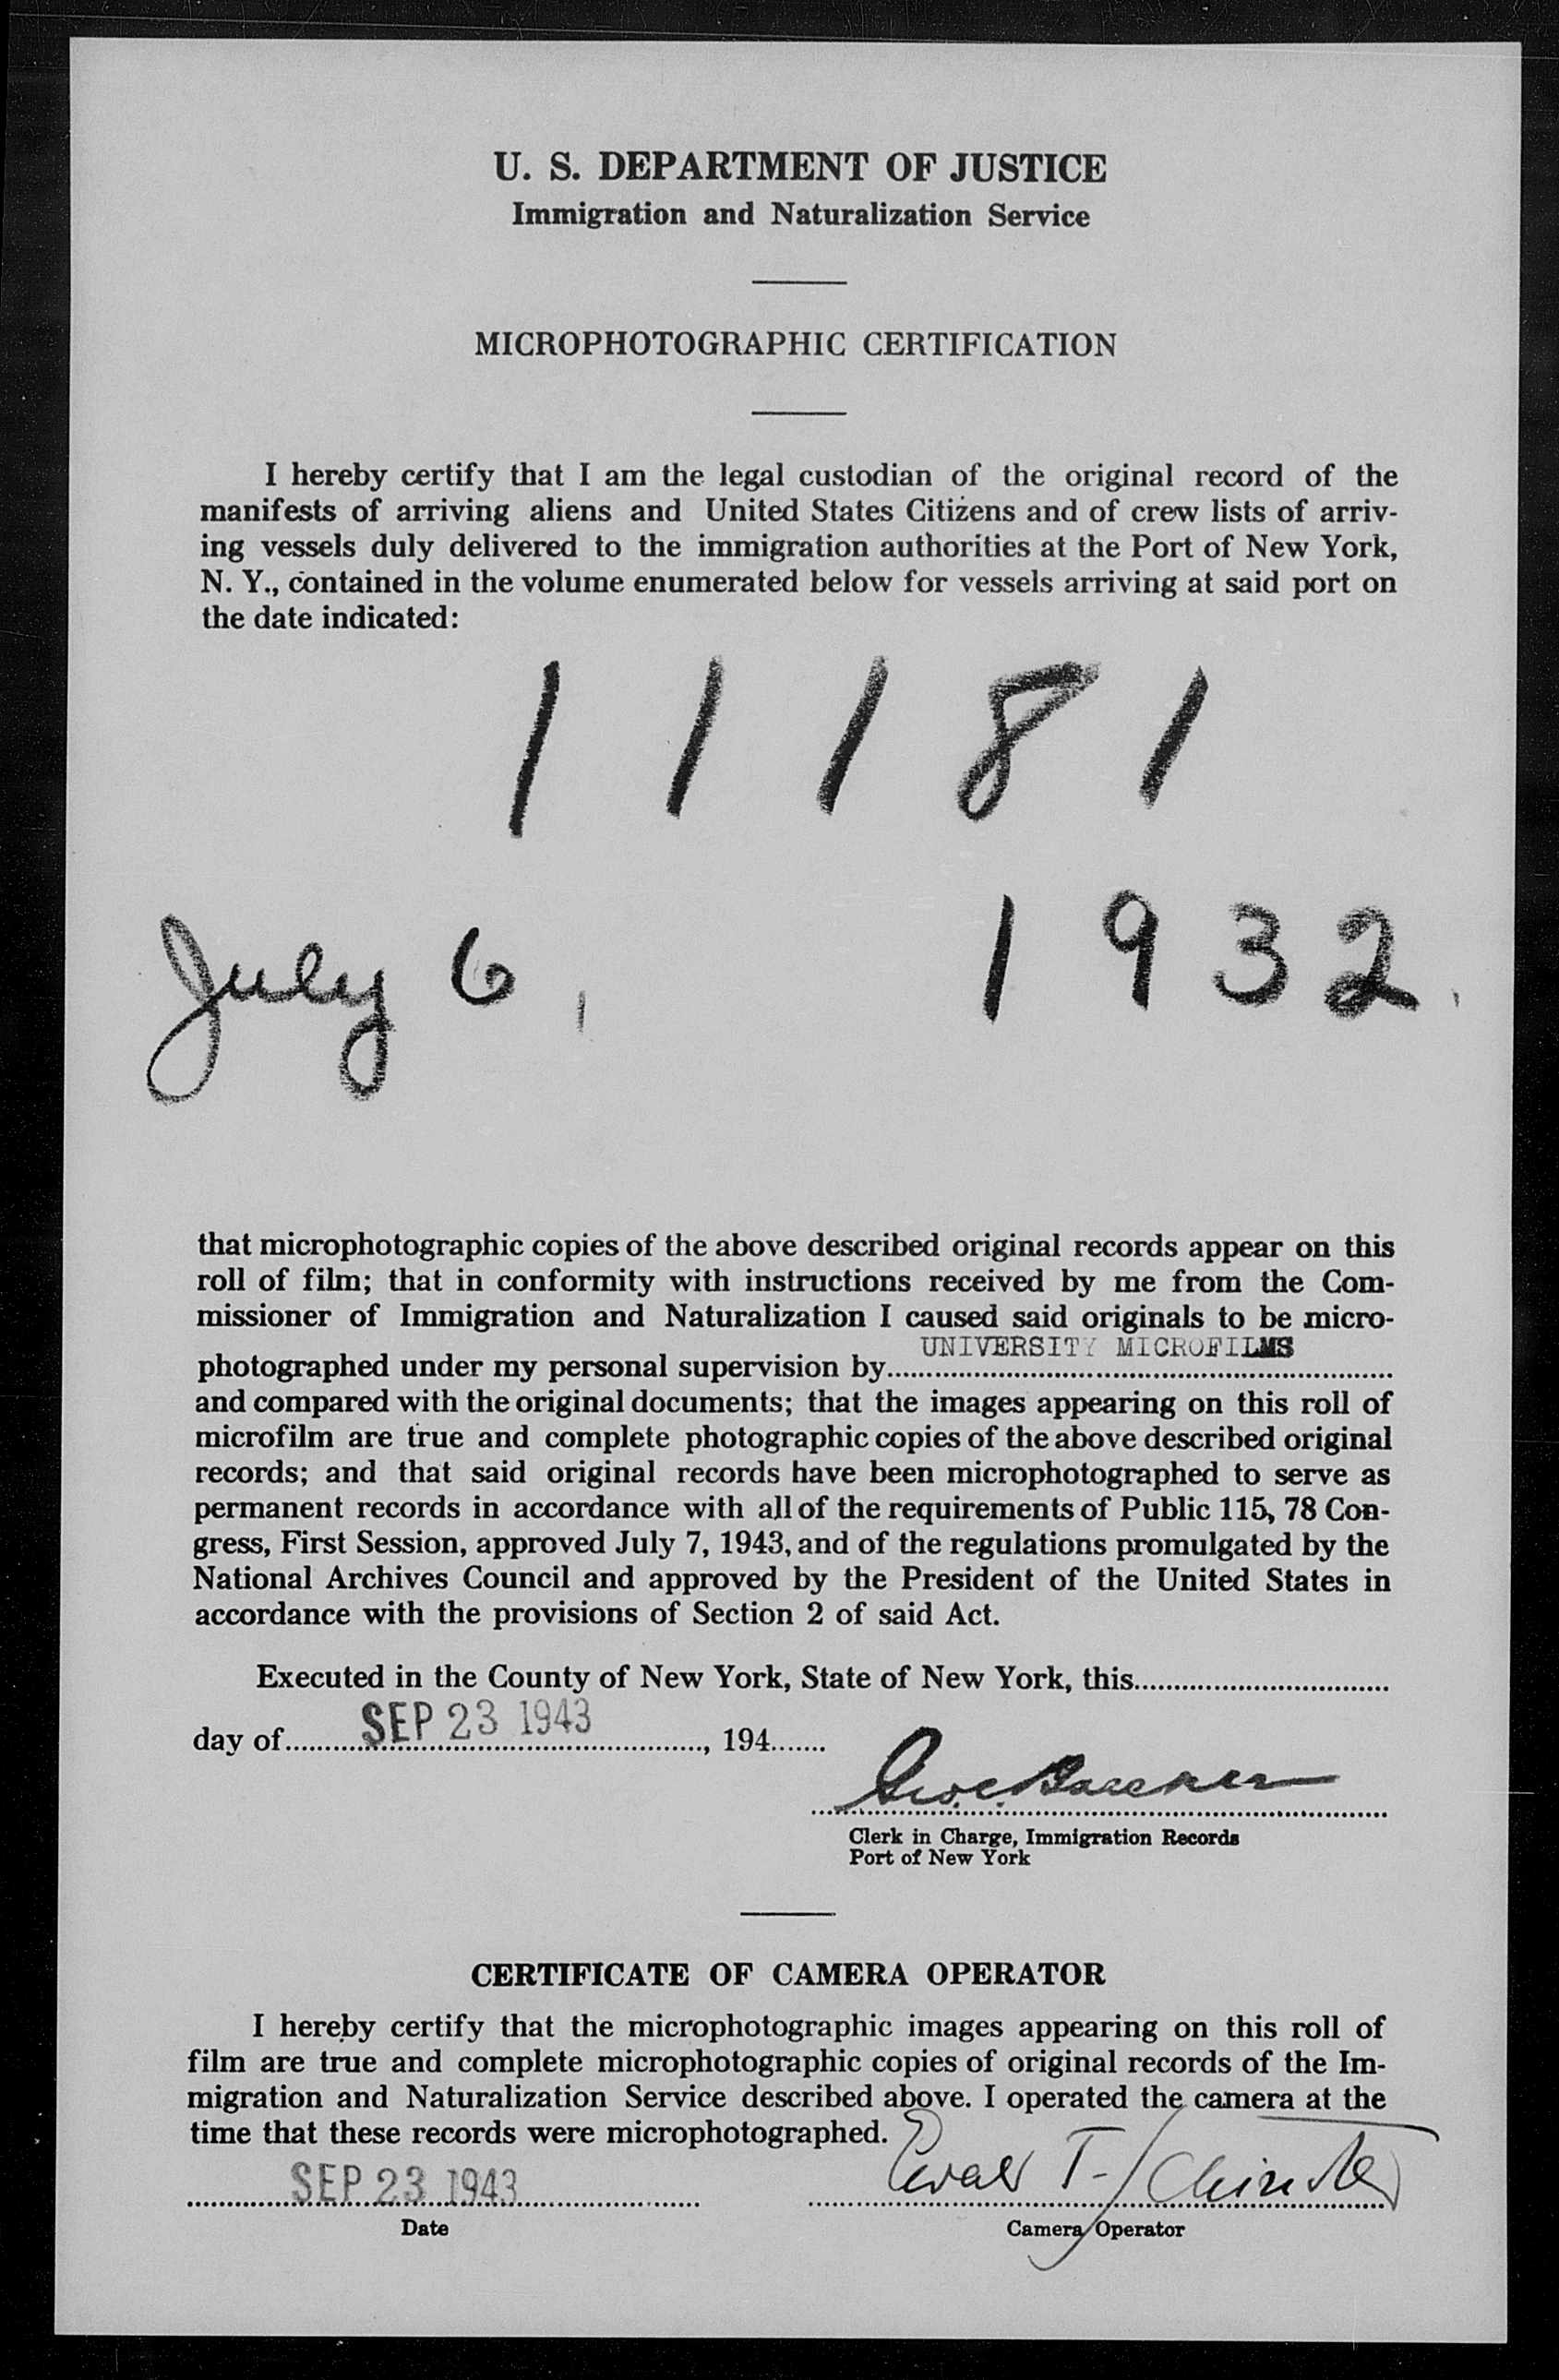 U. S. DEPARTMENT OF JUSTICE
Immigration and Naturalization Service
MICROPHOTOGRAPHIC CERTIFICATION
I hereby certify that I am the legal custodian of the original record of the
manifests of arriving aliens and United States Citizens and of crew lists of arriv-
ing vessels duly delivered to the immigration authorities at the Port of New York,
N. Y., contained in the volume enumerated below for vessels arriving at said port on
the date indicated:
1 1 1 8 1
July 6, 1932.
that microphotographic copies of the above described original records appear on this
roll of film; that in conformity with instructions received by me from the Com-
missioner of Immigration and Naturalization I caused said originals to be micro-
UNIVERSITY MICROFILMS
photographed under my personal supervision by
and compared with the original documents; that the images appearing on this roll of
microfilm are true and complete photographic copies of the above described original
records; and that said original records have been microphotographed to serve as
permanent records in accordance with all of the requirements of Public 115, 78 Con-
gress, First Session, approved July 7, 1943, and of the regulations promulgated by the
National Archives Council and approved by the President of the United States in
accordance with the provisions of Section 2 of said Act.
Executed in the County of New York, State of New York, this
day of SEP 23 1943, 194
Clerk in Charge, Immigration Records
Port of New York
CERTIFICATE OF CAMERA OPERATOR
I hereby certify that the microphotographic images appearing on this roll of
film are true and complete microphotographic copies of original records of the Im-
migration and Naturalization Service described above. I operated the camera at the
time that these records were microphotographed.
SEP 23 1943
Date
Camera Operator